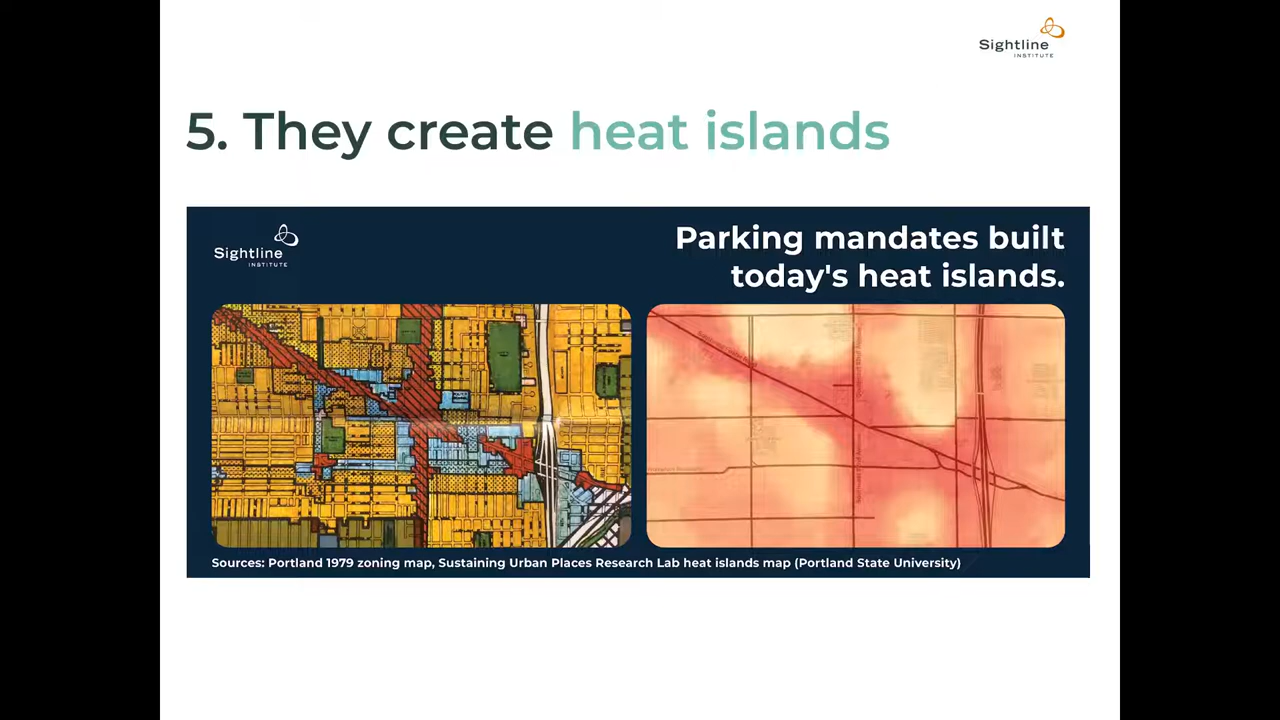 Sightline
INSTITUTE
5. They create heat islands
Sightline
INSTITUTE
Parking mandates built
today's heat islands.
Sources: Portland 1979 zoning map, Sustaining Urban Places Research Lab heat islands map (Portland State University)